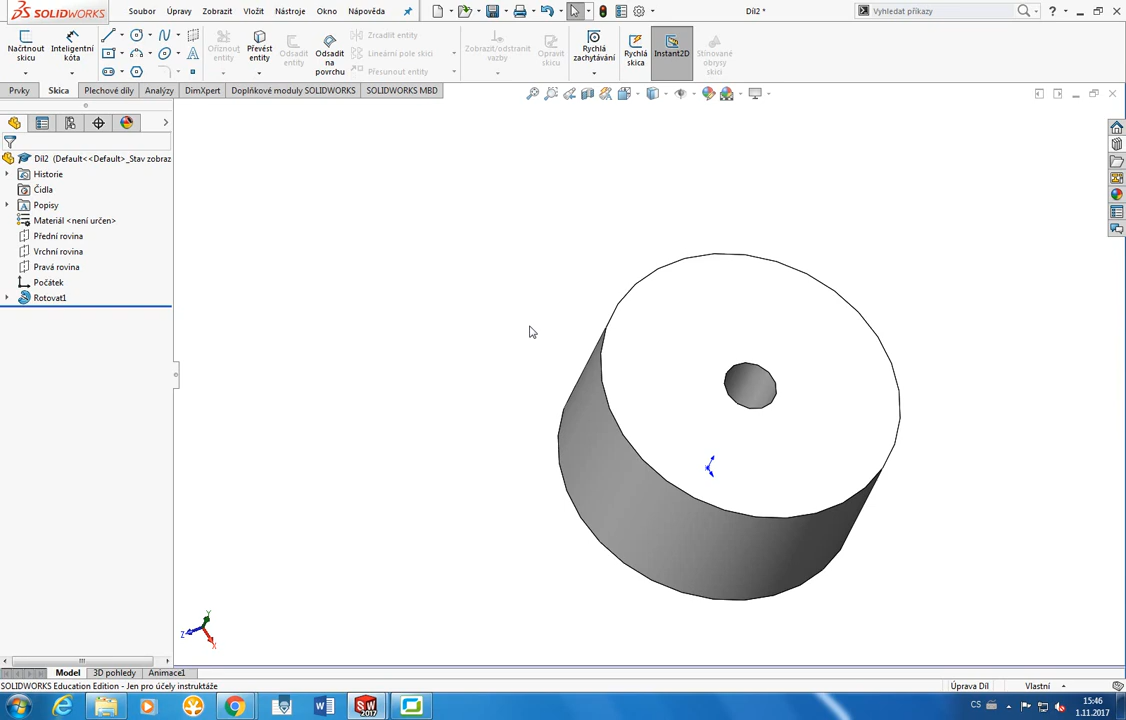 SOLIDWORKS Soubor Úpravy Zobrazit Vložit Nástroje Okno Nápověda Díl2 * Vyhledat příkazy
Načrtnout skicu Inteligentní kóta Oříznout entity Převést entity Odsadit entity Odsadit na povrchu Zrcadlit entity Zobrazit/odstranit vazby Opravit skicu Rychlá zachytávání Rychlá skica Instant2D Stínované obrysy skici
Lineární pole skici
Přesunout entity
Prvky Skica Plechové díly Analýzy DimXpert Doplňkové moduly SOLIDWORKS SOLIDWORKS MBD
Díl2 (Default<<Default>_Stav zobraz
Historie
Čidla
Popisy
Materiál <není určen>
Přední rovina
Vrchní rovina
Pravá rovina
Počátek
Rotovat1
Y
Z
X
Model 3D pohledy Animace1
SOLIDWORKS Education Edition - Jen pro účely instruktáže Úprava Díl Vlastní
CS 15:46
1.11.2017
SW
2017